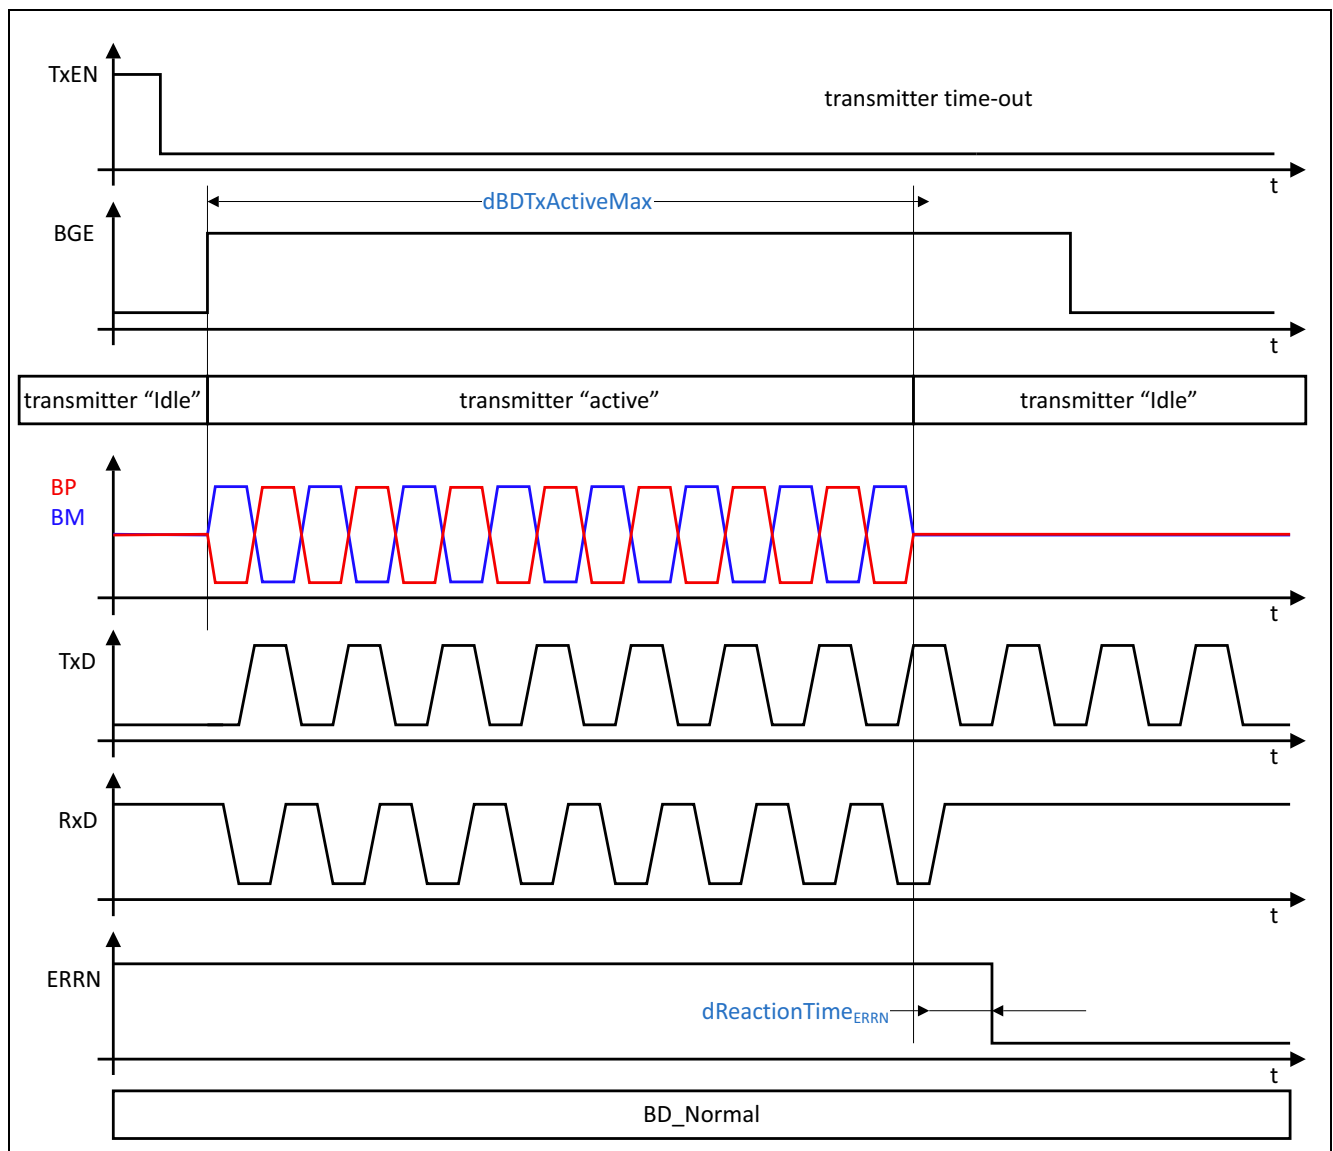 TxEN
transmitter time-out
t
dBDTxActiveMax
BGE
t
transmitter “Idle”
transmitter “active”
transmitter “Idle”
BP
BM
t
TxD
t
RxD
t
ERRN
dReactionTimeERRN
t
BD_Normal